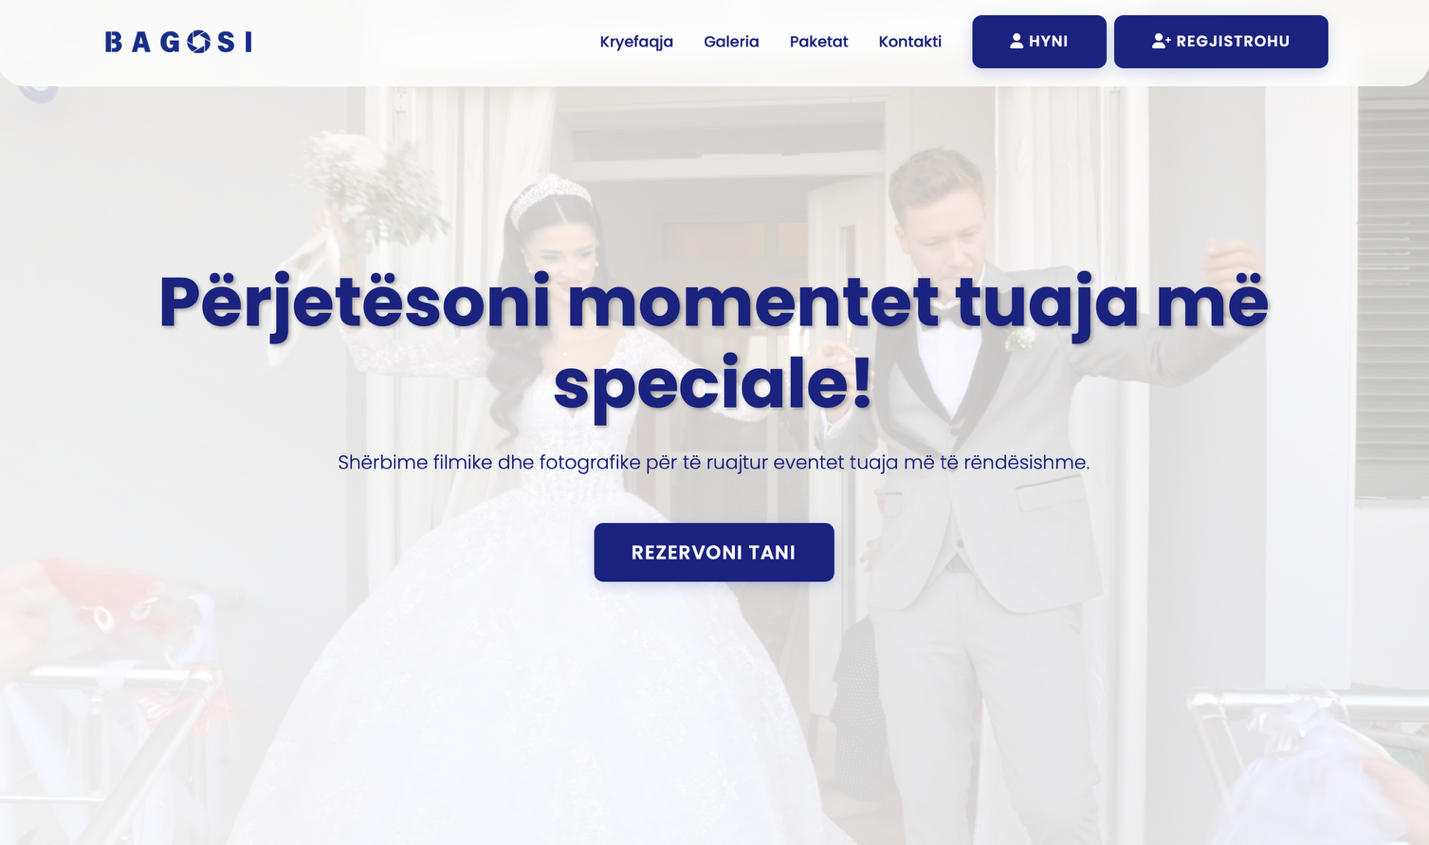 BAGOSI
Kryefaqja
Galeria
Paketat
Kontakti
HYNI
REGJISTROHU
Përjetësoni momentet tuaja më
speciale!
Shërbime filmike dhe fotografike për të ruajtur eventet tuaja më të rëndësishme.
REZERVONI TANI